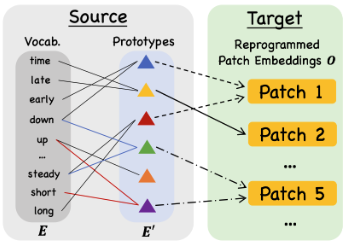 Source
Target
Vocab.
Prototypes
Reprogrammed
Patch Embeddings O
time
late
early
down
up
...
steady
short
long
E
E'
Patch 1
Patch 2
...
Patch 5
...